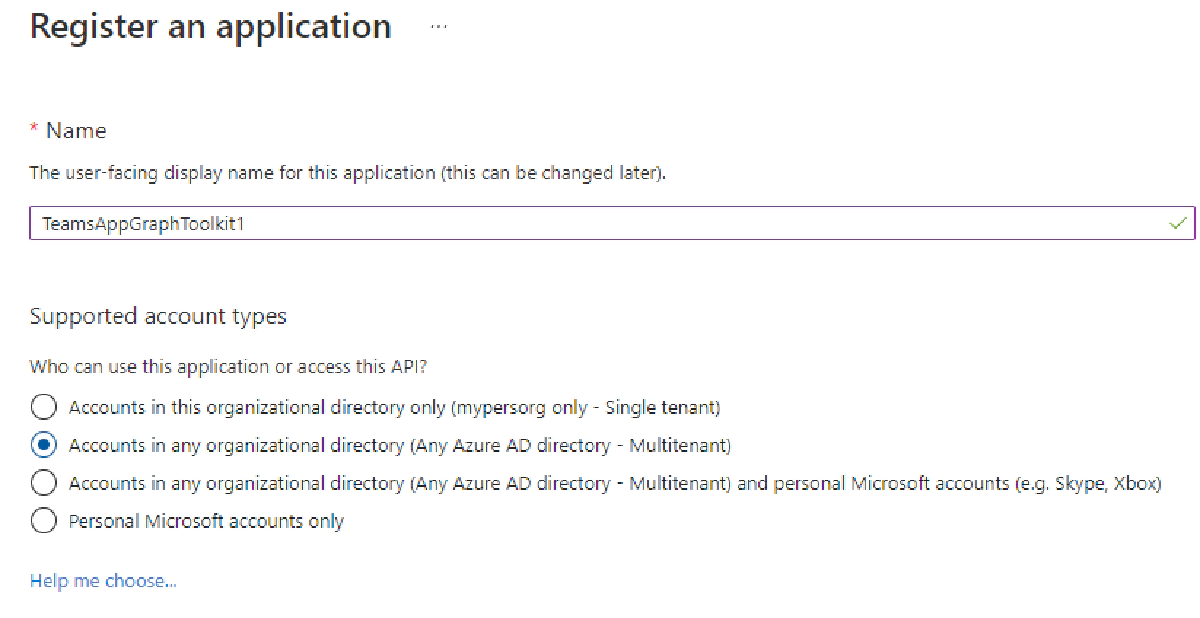 Register an application ...
* Name
The user-facing display name for this application (this can be changed later).
TeamsAppGraphToolkit1
Supported account types
Who can use this application or access this API?
Accounts in this organizational directory only (mypersorg only - Single tenant)
Accounts in any organizational directory (Any Azure AD directory - Multitenant)
Accounts in any organizational directory (Any Azure AD directory - Multitenant) and personal Microsoft accounts (e.g. Skype, Xbox)
Personal Microsoft accounts only
Help me choose...